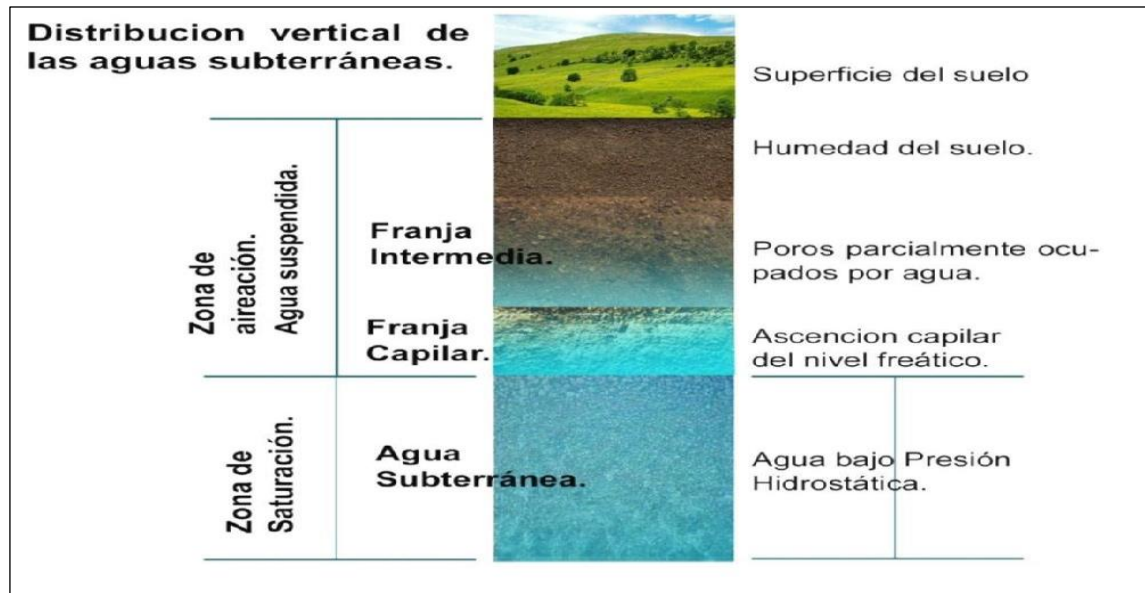 Distribucion vertical de
las aguas subterráneas.
Superficie del suelo
Humedad del suelo.
Zona de
aireación.
Agua suspendida.
Franja
Intermedia.
Poros parcialmente ocu-
pados por agua.
Franja
Capilar.
Ascencion capilar
del nivel freático.
Zona de
Saturación.
Agua
Subterránea.
Agua bajo Presión
Hidrostática.